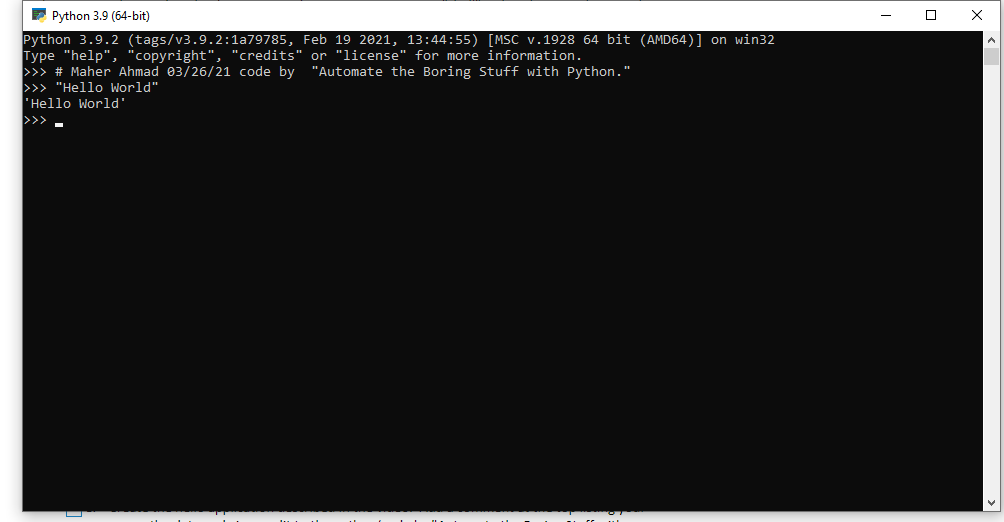 Python 3.9 (64-bit)
Python 3.9.2 (tags/v3.9.2:1a79785, Feb 19 2021, 13:44:55) [MSC v.1928 64 bit (AMD64)] on win32
Type "help", "copyright", "credits" or "license" for more information.
>>> # Maher Ahmad 03/26/21 code by  "Automate the Boring Stuff with Python."
>>> "Hello World"
'Hello World'
>>>